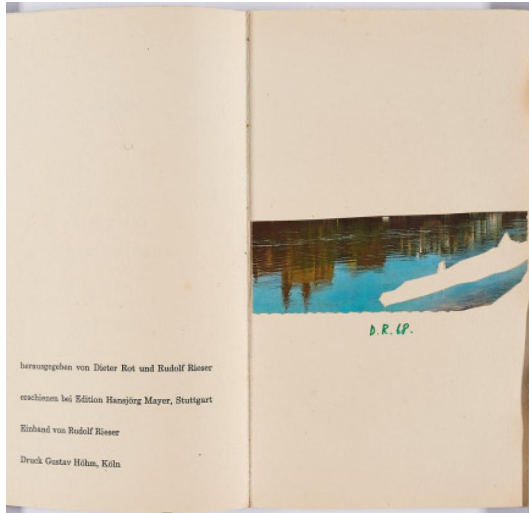 herausgegeben von Dieter Rot und Rudolf Rieser
erschienen bei Edition Hansjörg Mayer, Stuttgart
Einband von Rudolf Rieser
Druck Gustav Höhm, Köln
D.R.68.